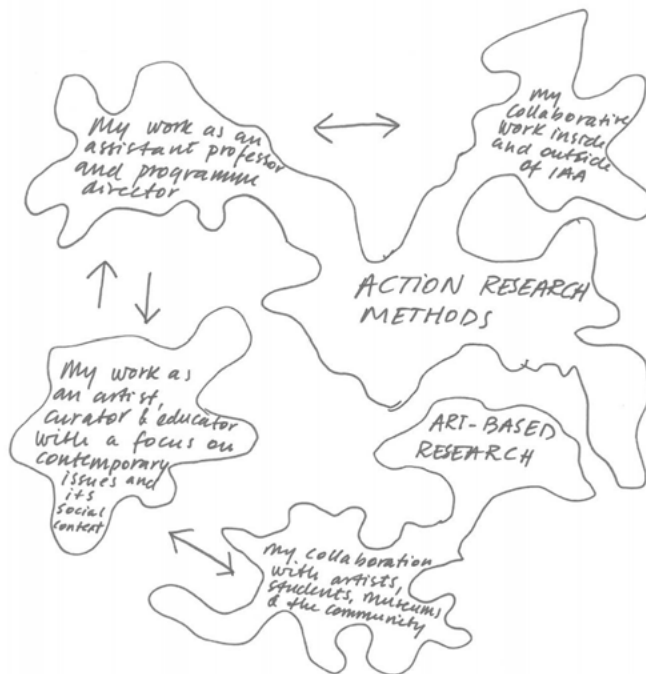 My work as an
assistant professor
and programme
director
my
collaborative
work inside
and outside
of IAA
ACTION RESEARCH
METHODS
My work as
an artist,
curator & educator
with a focus on
contemporary
issues and
its
social
context
ART-BASED
RESEARCH
my collaboration
with artists,
students, museums
& the community